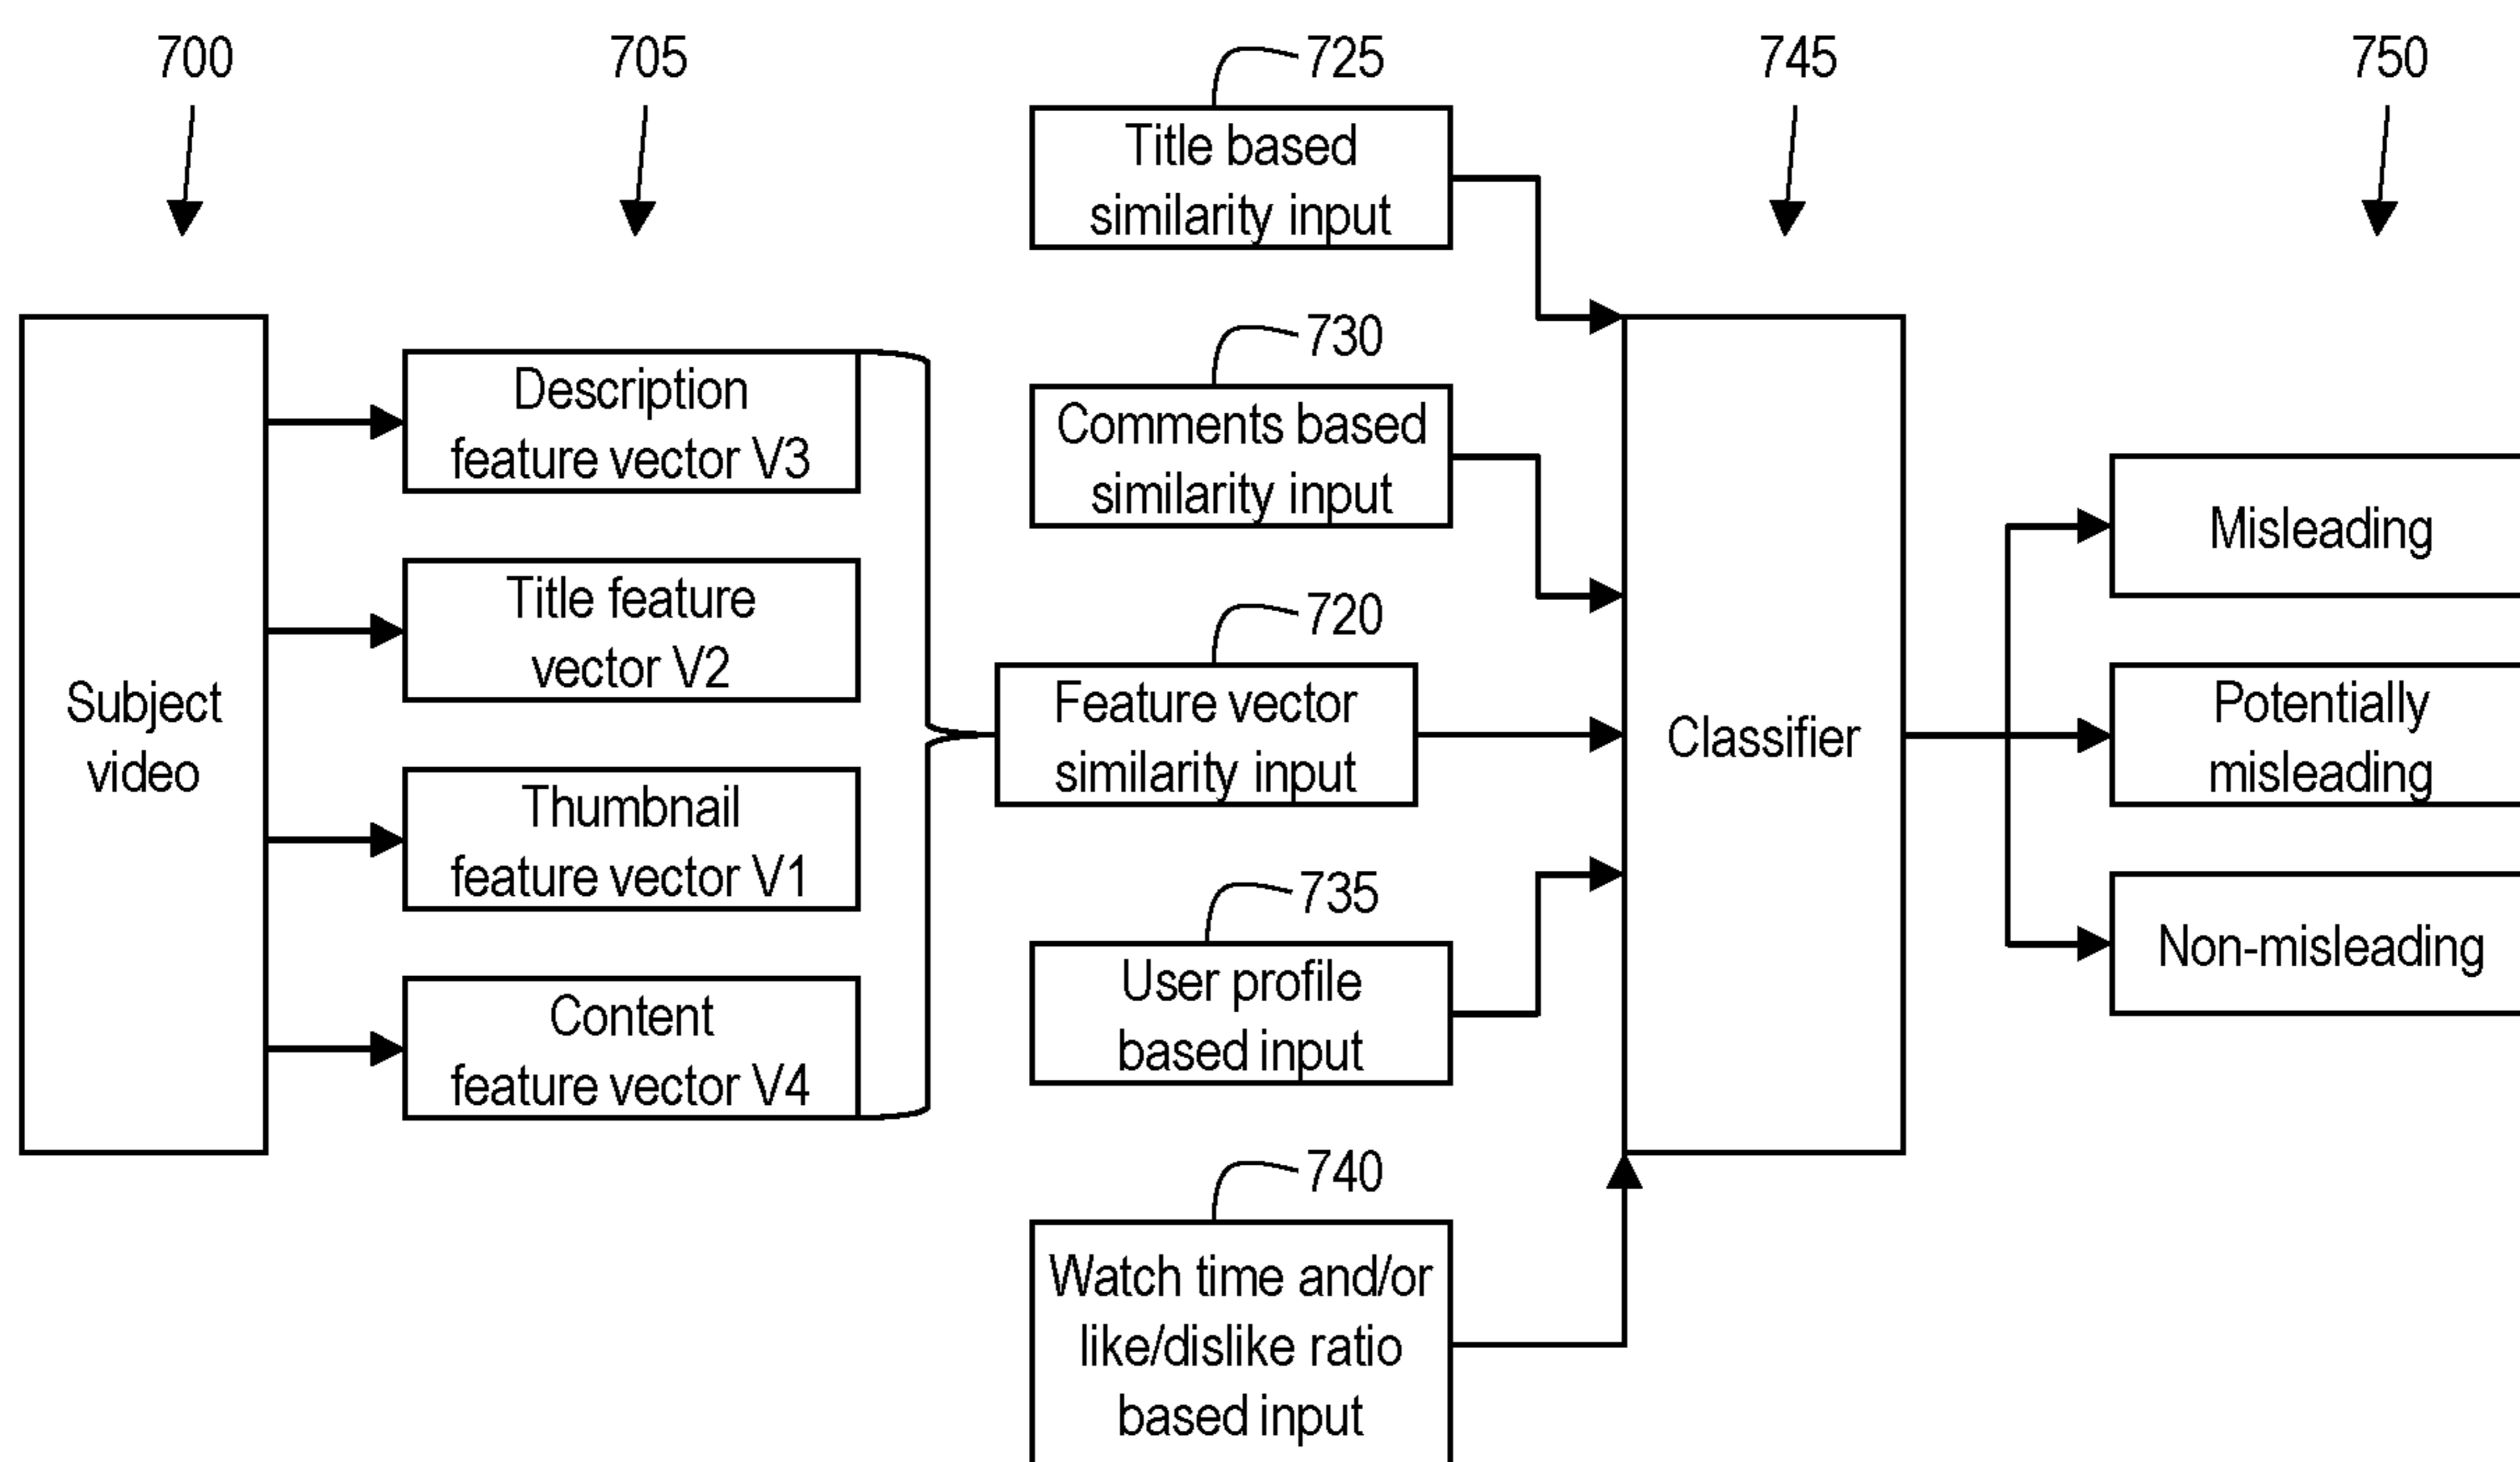 700
705
725
745
750
Title based
similarity input
730
Comments based
similarity input
Description
feature vector V3
Title feature
vector V2
Thumbnail
feature vector V1
Content
feature vector V4
Subject
video
720
Feature vector
similarity input
735
User profile
based input
740
Watch time and/or
like/dislike ratio
based input
Classifier
Misleading
Potentially
misleading
Non-misleading